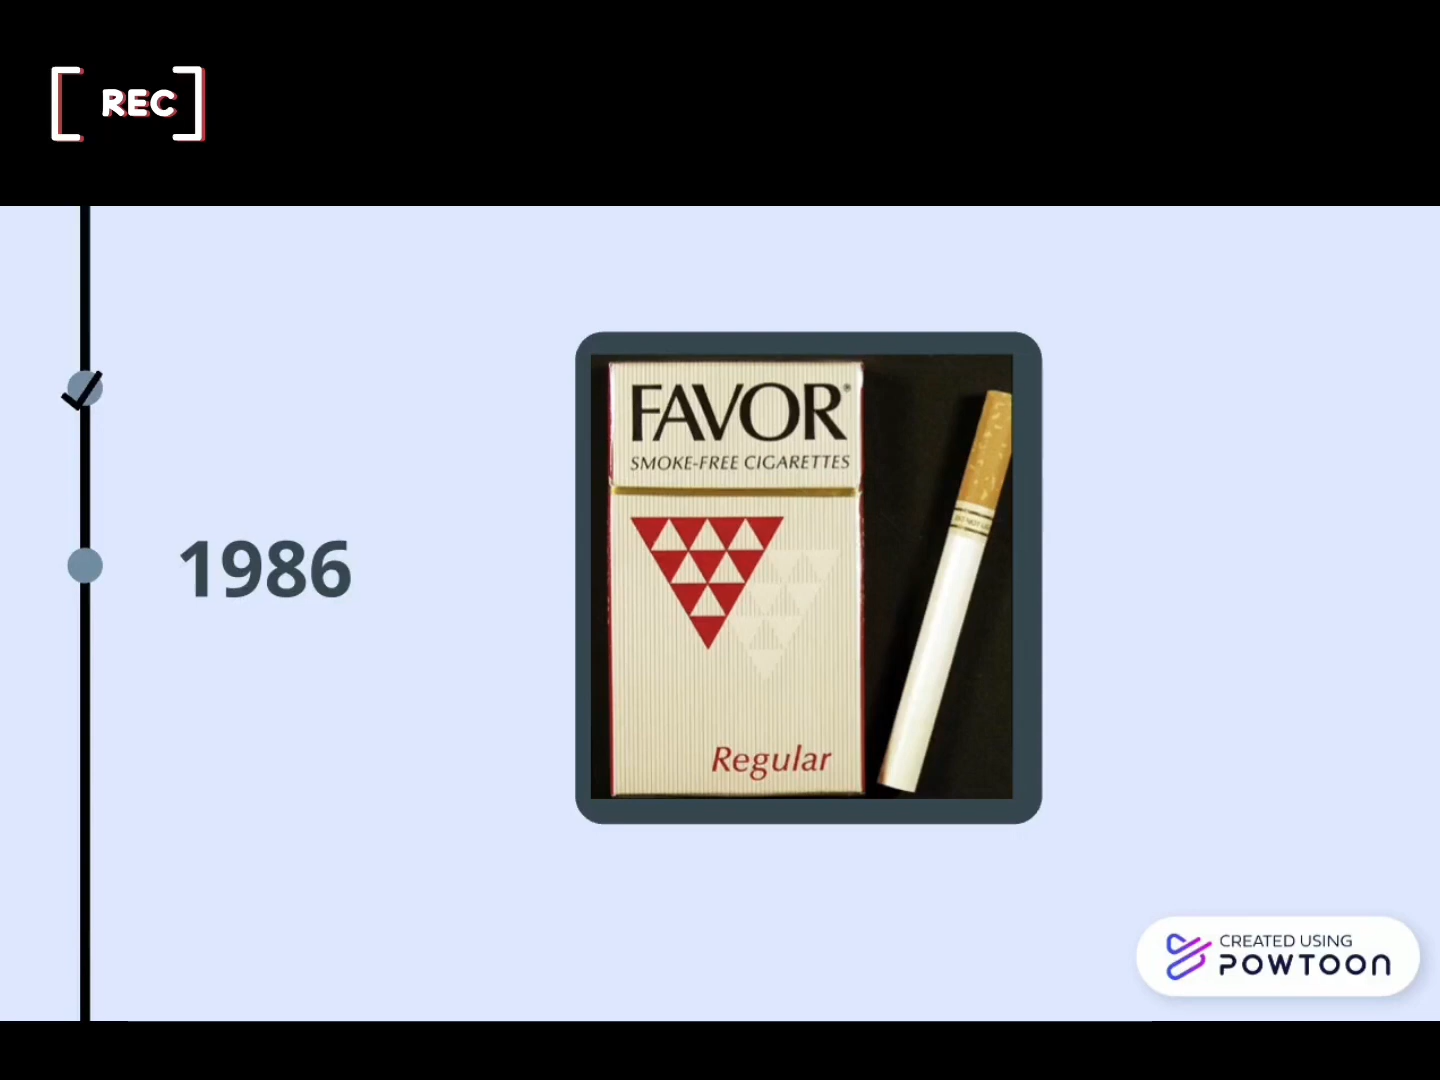 [ REC ]
1986
FAVOR®
SMOKE-FREE CIGARETTES
Regular
CREATED USING
POWTOON